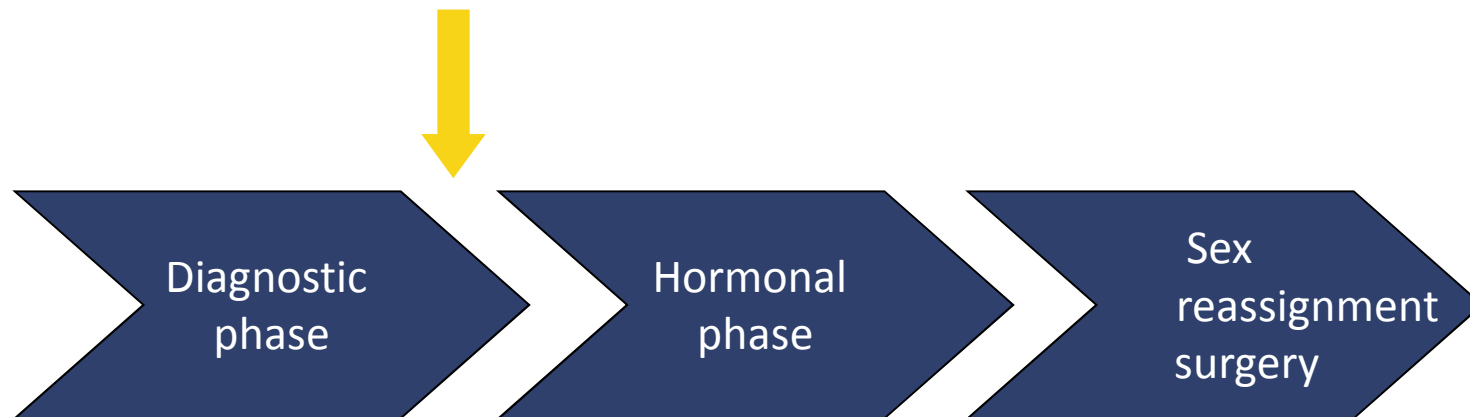 Diagnostic
phase
Hormonal
phase
Sex
reassignment
surgery